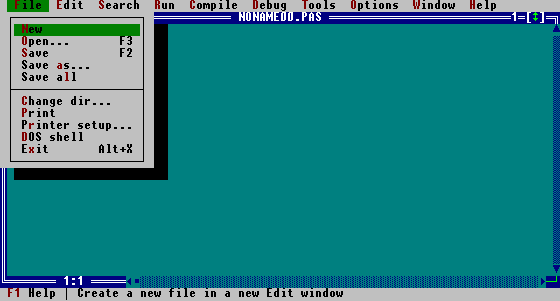 File Edit Search Run Compile Debug Tools Options Window Help
NONAME00.PAS 1=[↕]
New
Open... F3
Save F2
Save as...
Save all
Change dir...
Print
Printer setup...
DOS shell
Exit Alt+X
1:1
F1 Help | Create a new file in a new Edit window